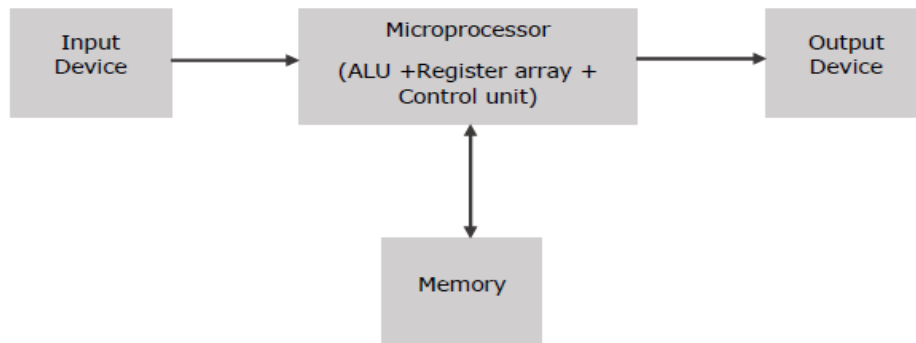 Input
Device
Microprocessor
(ALU +Register array +
Control unit)
Output
Device
Memory